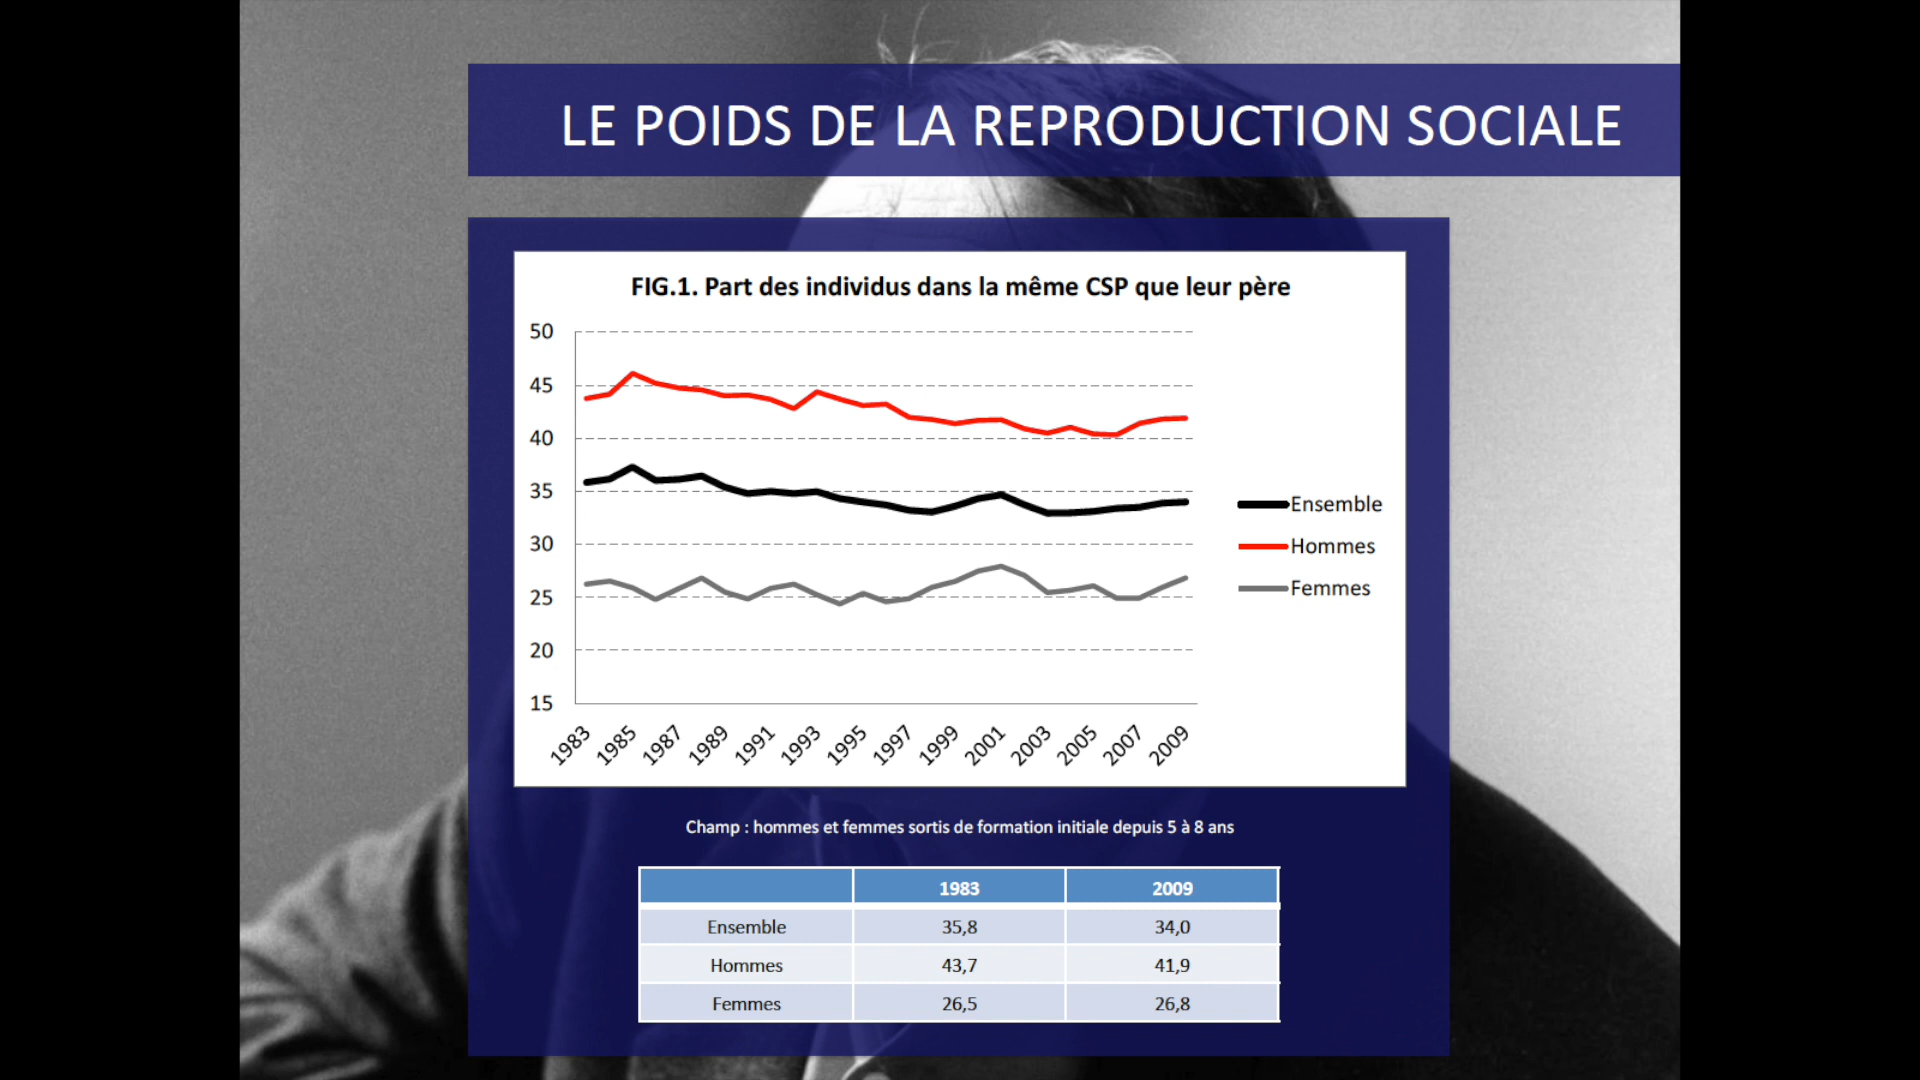 LE POIDS DE LA REPRODUCTION SOCIALE
FIG.1. Part des individus dans la même CSP que leur père
50
45
40
35
30
25
20
15
1983 1985 1987 1989 1991 1993 1995 1997 1999 2001 2003 2005 2007 2009
Ensemble
Hommes
Femmes
Champ : hommes et femmes sortis de formation initiale depuis 5 à 8 ans
1983 2009
Ensemble 35,8 34,0
Hommes 43,7 41,9
Femmes 26,5 26,8